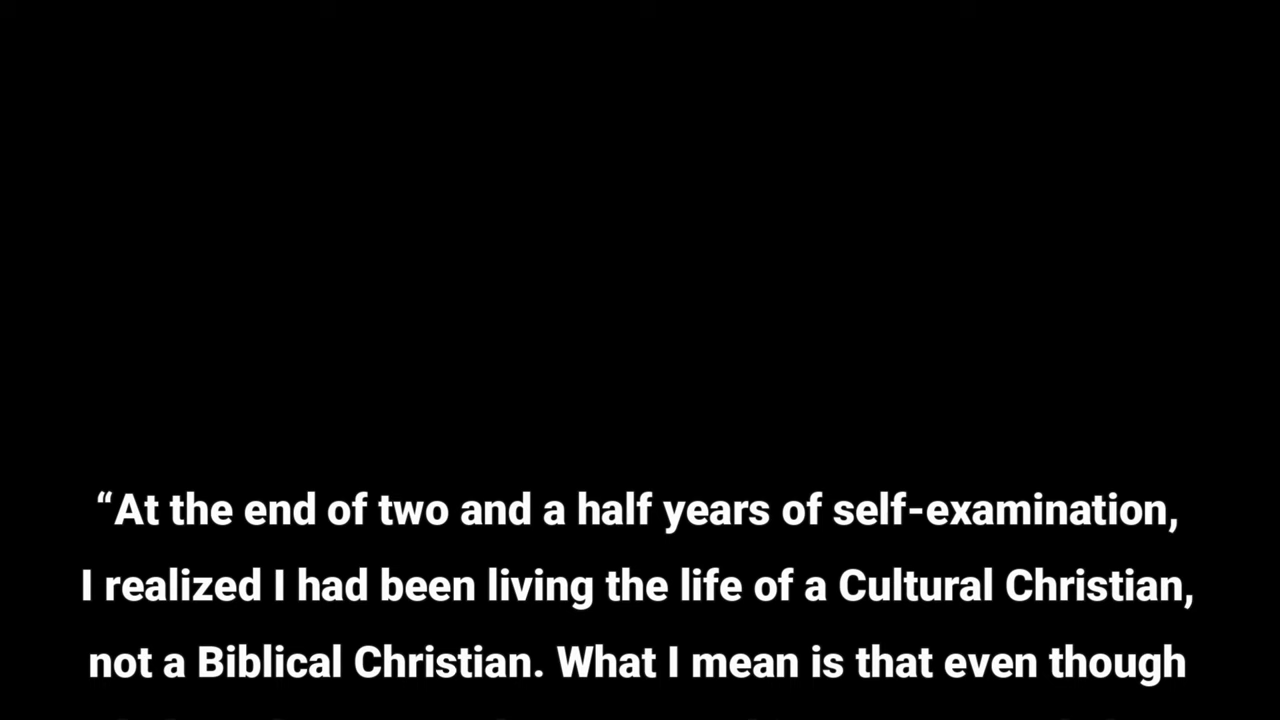 “At the end of two and a half years of self-examination,
I realized I had been living the life of a Cultural Christian,
not a Biblical Christian. What I mean is that even though